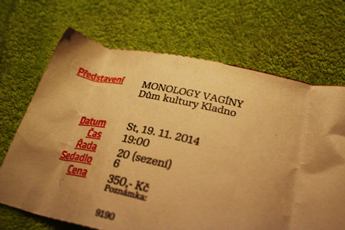 Představení MONOLOGY VAGÍNY
Dům kultury Kladno
Datum St, 19. 11. 2014
Čas 19:00
Řada 20 (sezení)
Sedadlo 6
Cena 350,- Kč
Poznámka:
9190